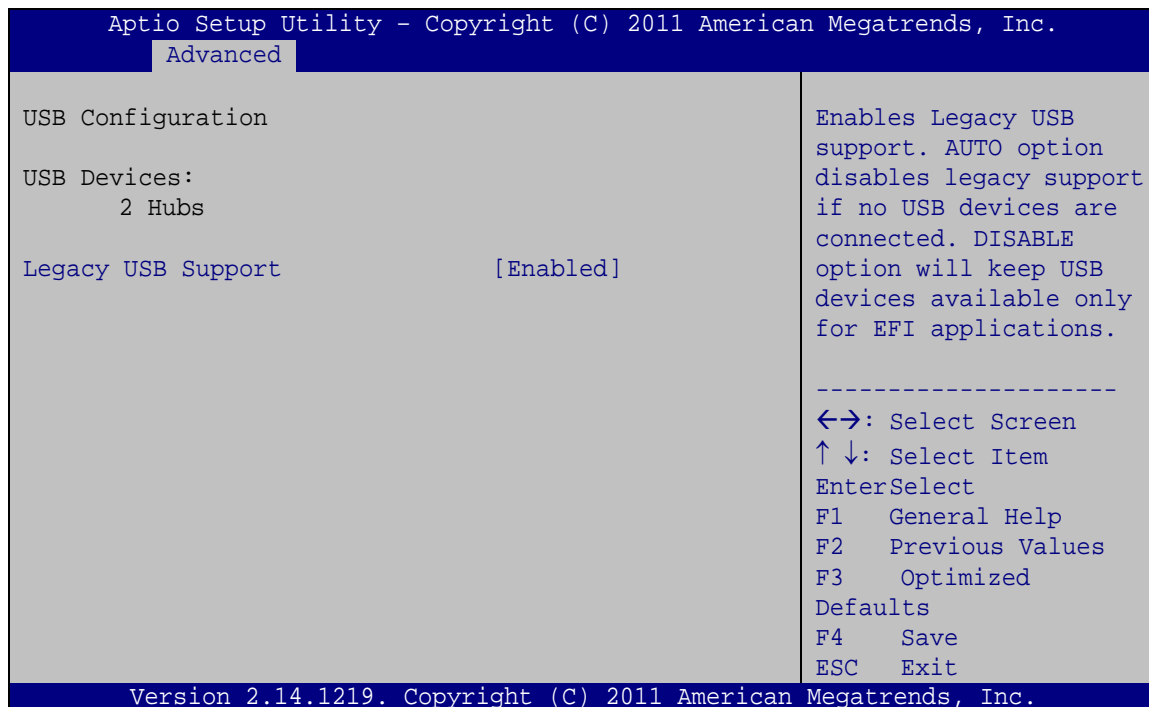 Aptio Setup Utility – Copyright (C) 2011 American Megatrends, Inc.
Advanced
USB Configuration
USB Devices:
2 Hubs
Legacy USB Support [Enabled]
Enables Legacy USB
support. AUTO option
disables legacy support
if no USB devices are
connected. DISABLE
option will keep USB
devices available only
for EFI applications.
----------------------
←→: Select Screen
↑ ↓: Select Item
EnterSelect
F1 General Help
F2 Previous Values
F3 Optimized
Defaults
F4 Save
ESC Exit
Version 2.14.1219. Copyright (C) 2011 American Megatrends, Inc.